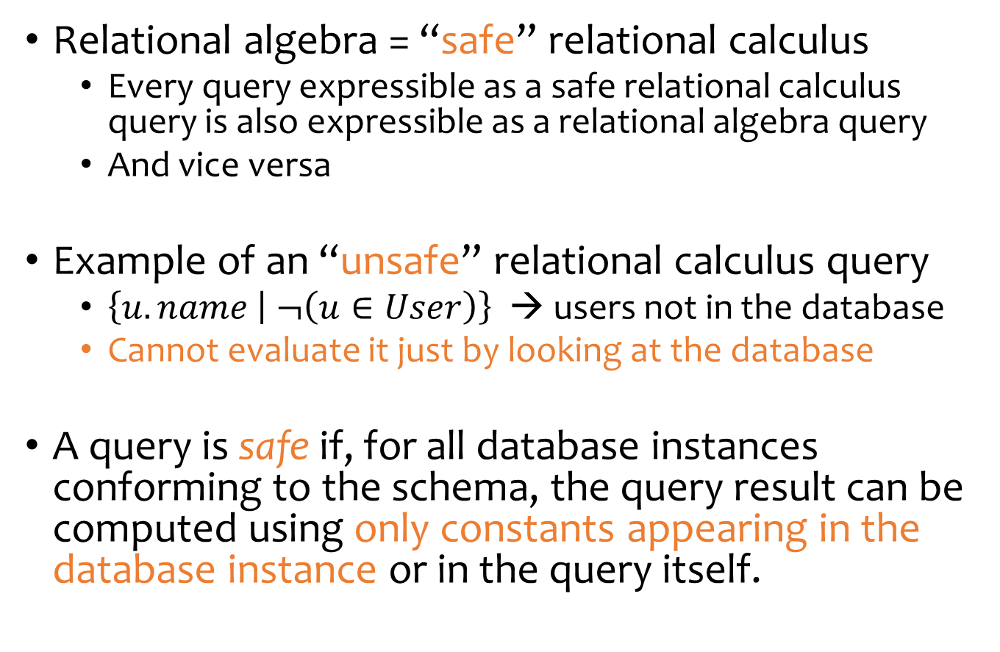 • Relational algebra = “safe” relational calculus
• Every query expressible as a safe relational calculus
query is also expressible as a relational algebra query
• And vice versa
• Example of an “unsafe” relational calculus query
• {u.name | ¬(u ∈ User)} → users not in the database
• Cannot evaluate it just by looking at the database
• A query is safe if, for all database instances
conforming to the schema, the query result can be
computed using only constants appearing in the
database instance or in the query itself.